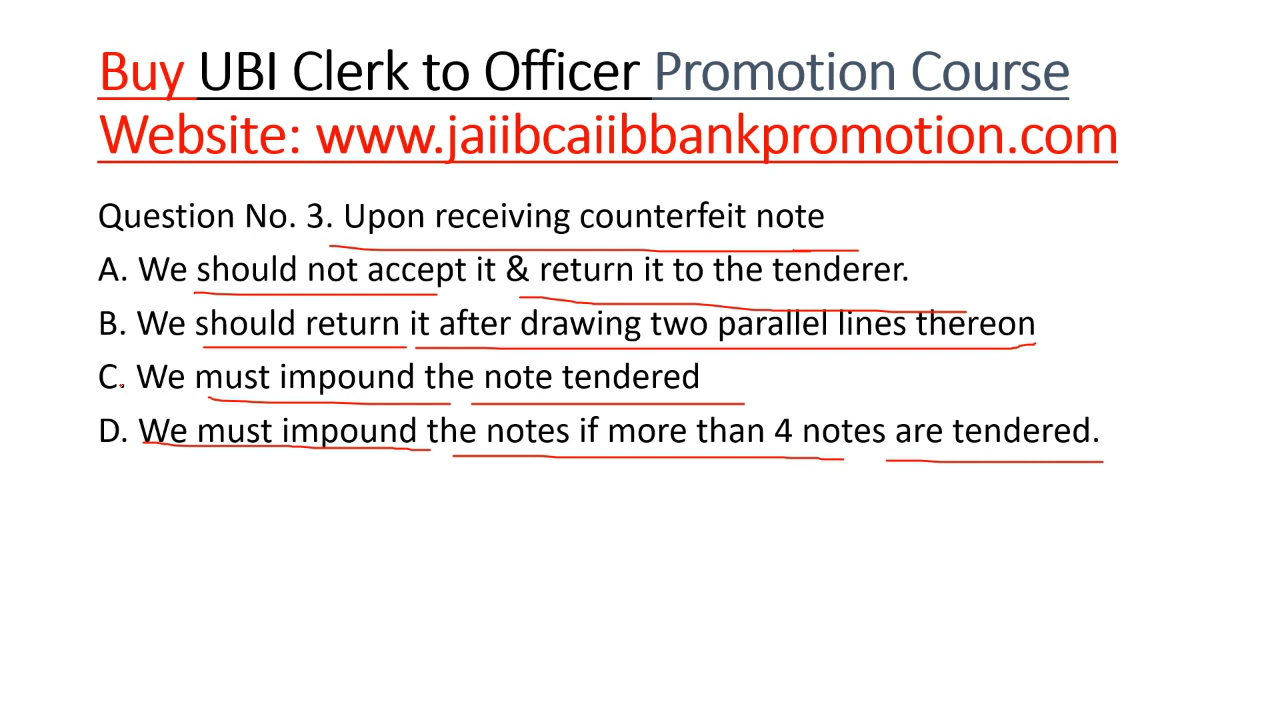 Buy UBI Clerk to Officer Promotion Course
Website: www.jaiibcaiibbankpromotion.com
Question No. 3. Upon receiving counterfeit note
A. We should not accept it & return it to the tenderer.
B. We should return it after drawing two parallel lines thereon
C. We must impound the note tendered
D. We must impound the notes if more than 4 notes are tendered.